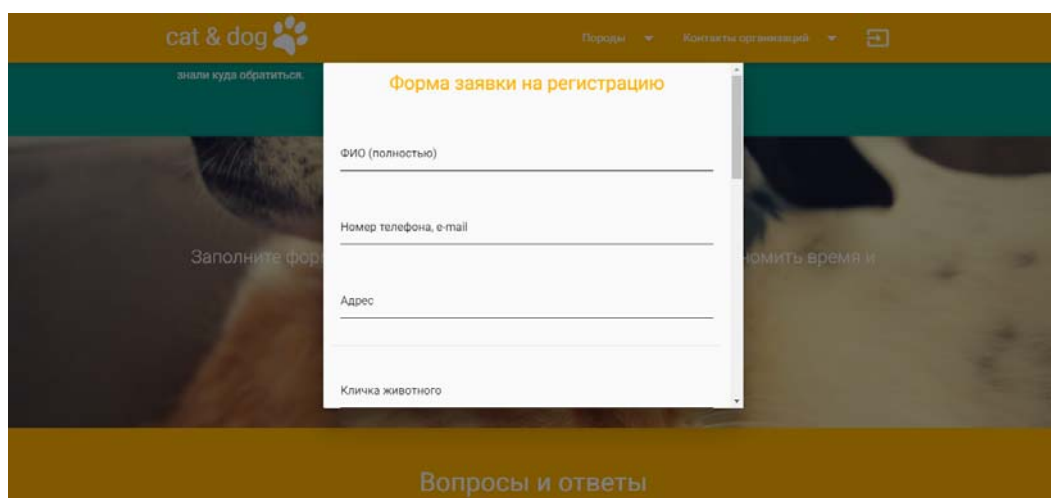 cat & dog
Породы
Контакты организаций
знали куда обратиться.
Форма заявки на регистрацию
ФИО (полностью)
Номер телефона, e-mail
Заполните фор
номить время и
Адрес
Кличка животного
Вопросы и ответы